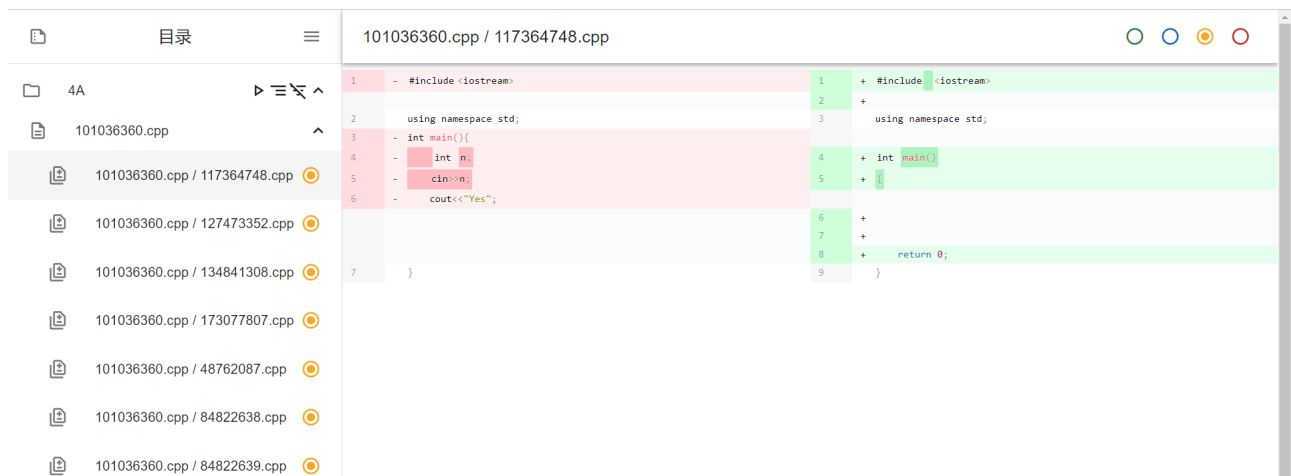 目录
101036360.cpp / 117364748.cpp
4A
101036360.cpp
101036360.cpp / 117364748.cpp
101036360.cpp / 127473352.cpp
101036360.cpp / 134841308.cpp
101036360.cpp / 173077807.cpp
101036360.cpp / 48762087.cpp
101036360.cpp / 84822638.cpp
101036360.cpp / 84822639.cpp
1 - #include <iostream>
2 using namespace std;
3 - int main(){
4 - int n;
5 - cin>>n;
6 - cout<<"Yes";
7 }
1 + #include <iostream>
2 +
3 using namespace std;
4 + int main()
5 + {
6 +
7 +
8 + return 0;
9 }